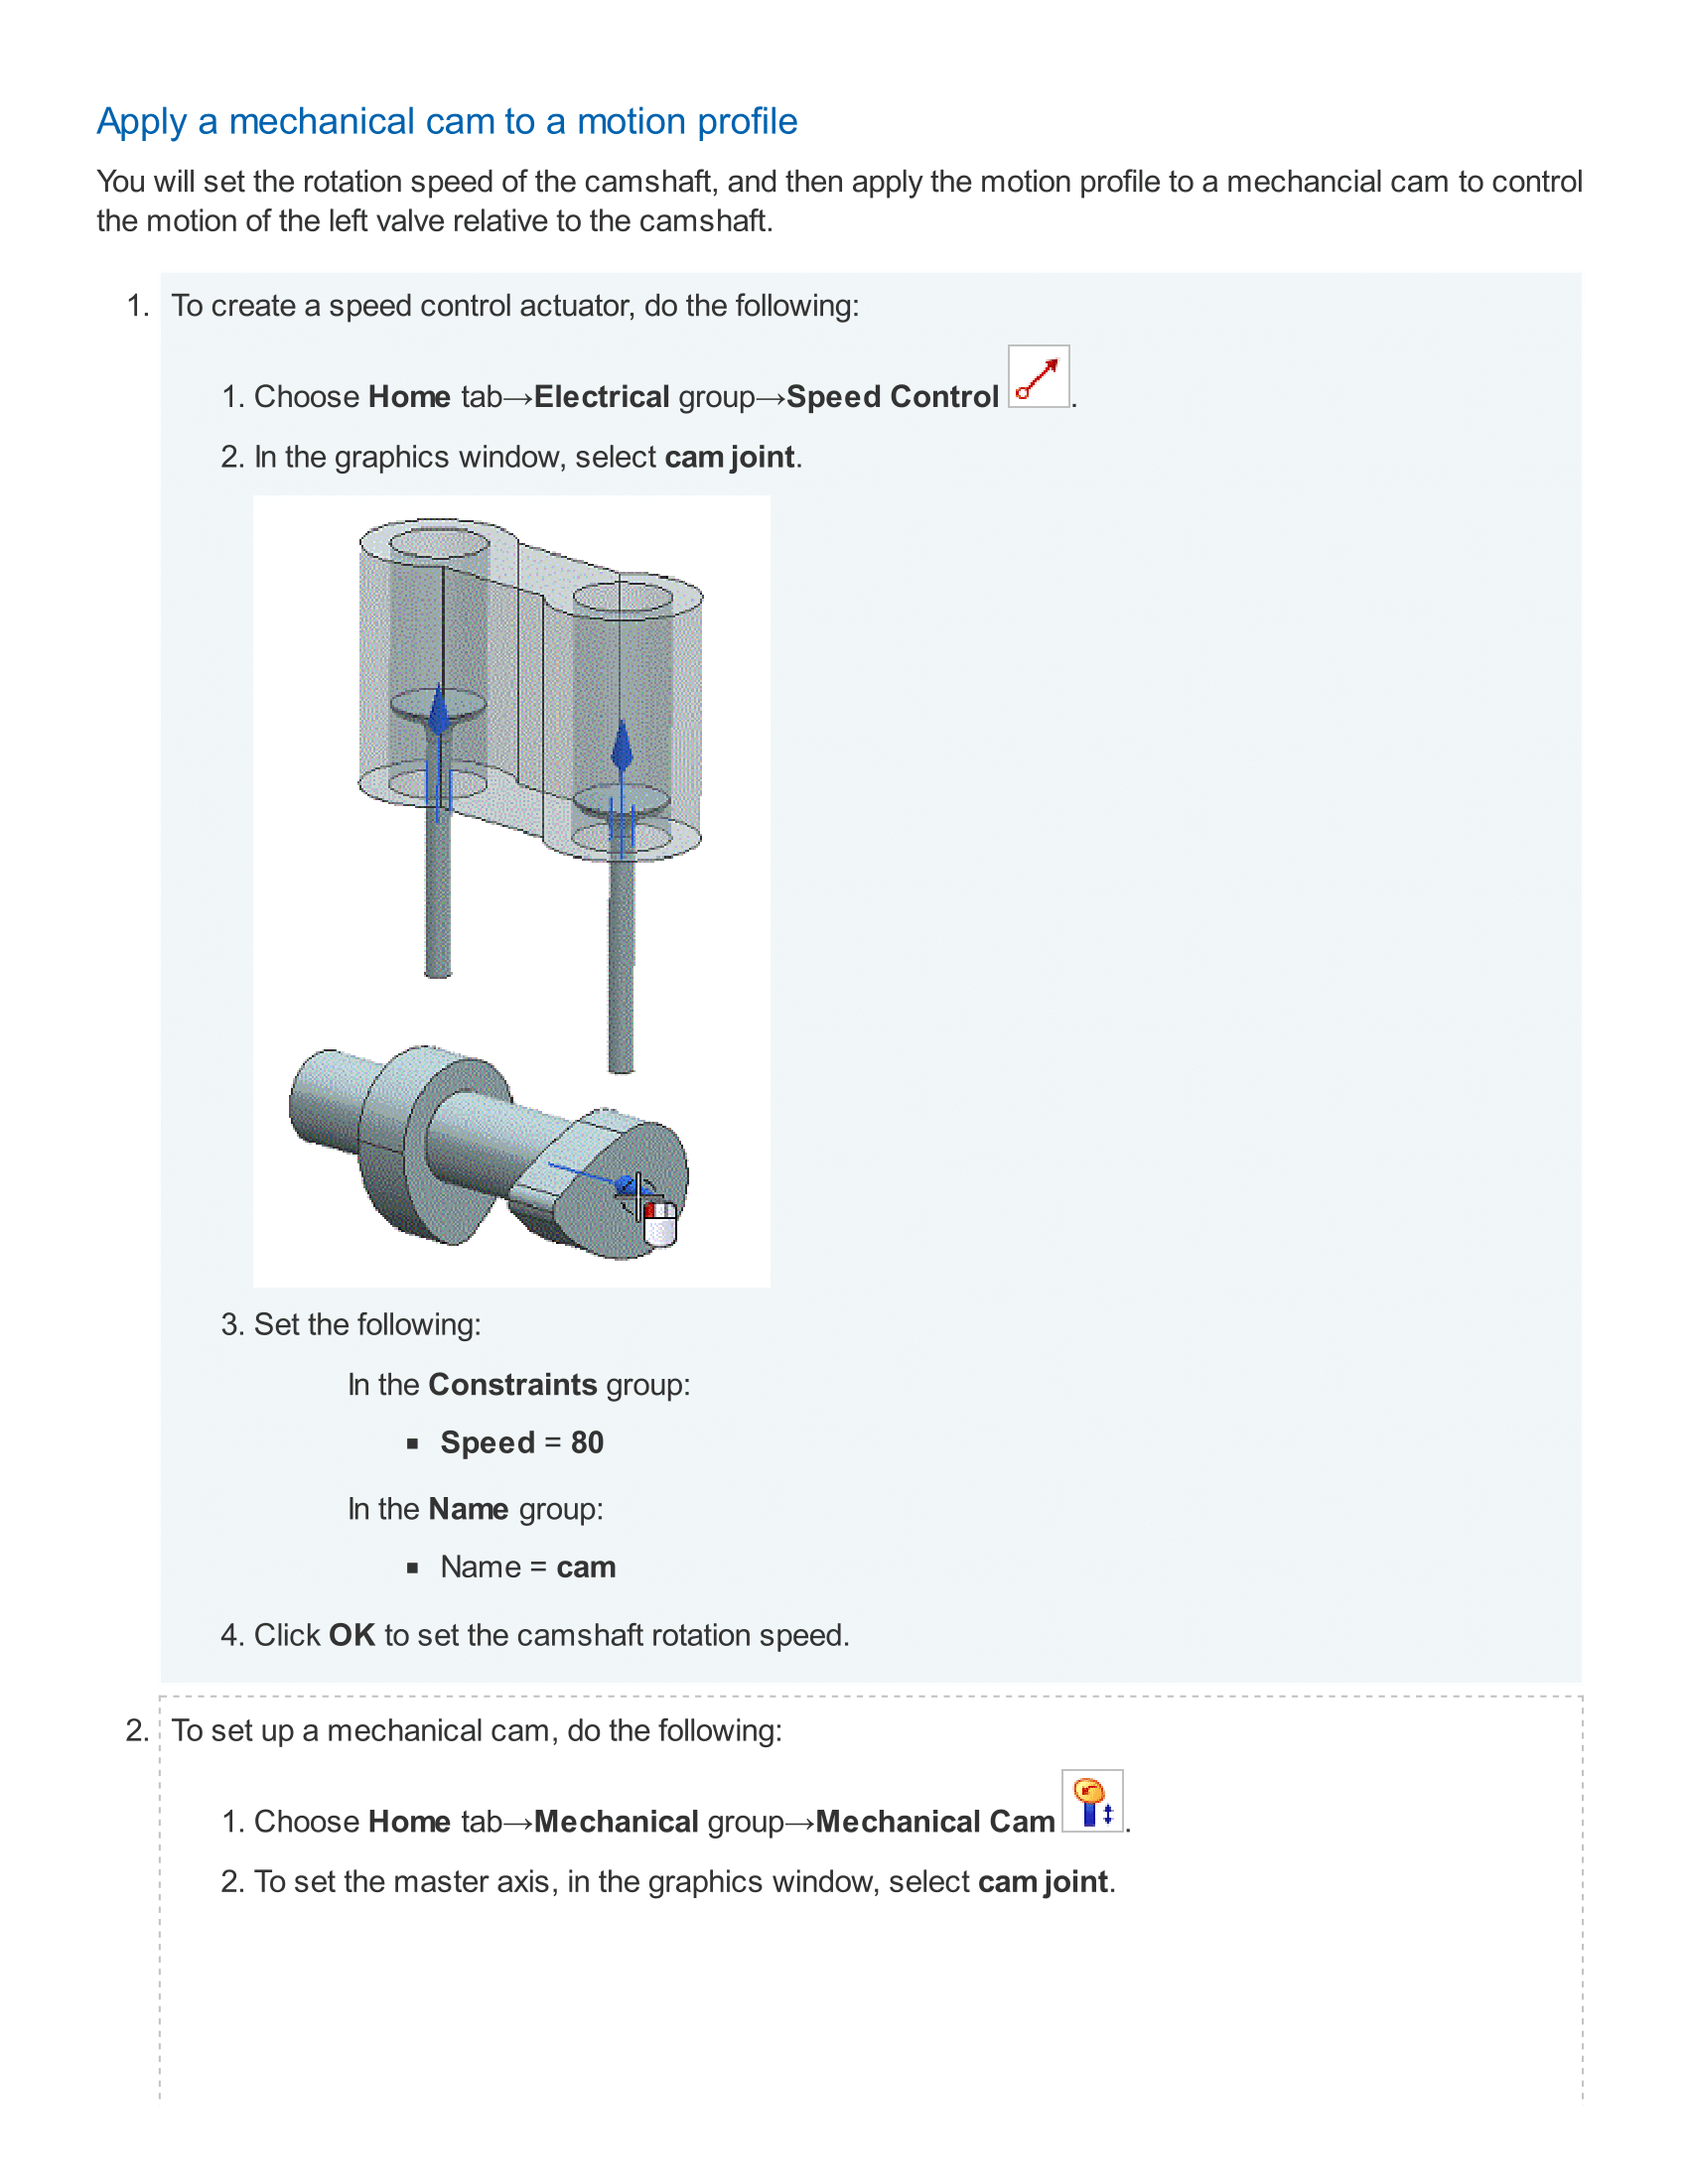 Apply a mechanical cam to a motion profile
You will set the rotation speed of the camshaft, and then apply the motion profile to a mechancial cam to control
the motion of the left valve relative to the camshaft.
1. To create a speed control actuator, do the following:
1. Choose Home tab→Electrical group→Speed Control .
2. In the graphics window, select cam joint.
3. Set the following:
In the Constraints group:
▪ Speed = 80
In the Name group:
▪ Name = cam
4. Click OK to set the camshaft rotation speed.
2. To set up a mechanical cam, do the following:
1. Choose Home tab→Mechanical group→Mechanical Cam .
2. To set the master axis, in the graphics window, select cam joint.